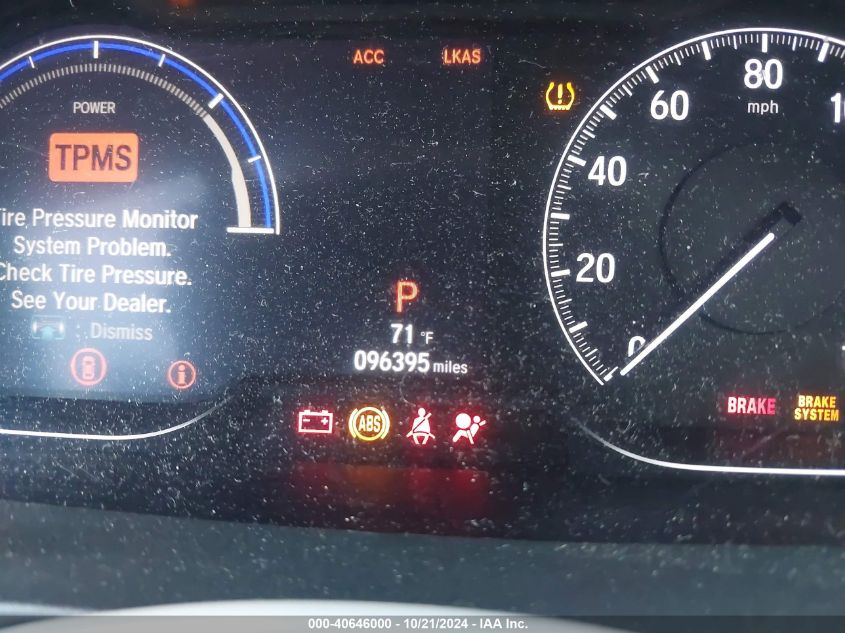 ACC LKAS
POWER
TPMS
ire Pressure Monitor
System Problem.
Check Tire Pressure.
See Your Dealer.
: Dismiss
P
71 °F
096395 miles
ABS
80
mph
60
40
20
0
BRAKE
BRAKE SYSTEM
000-40646000 - 10/21/2024 - IAA Inc.